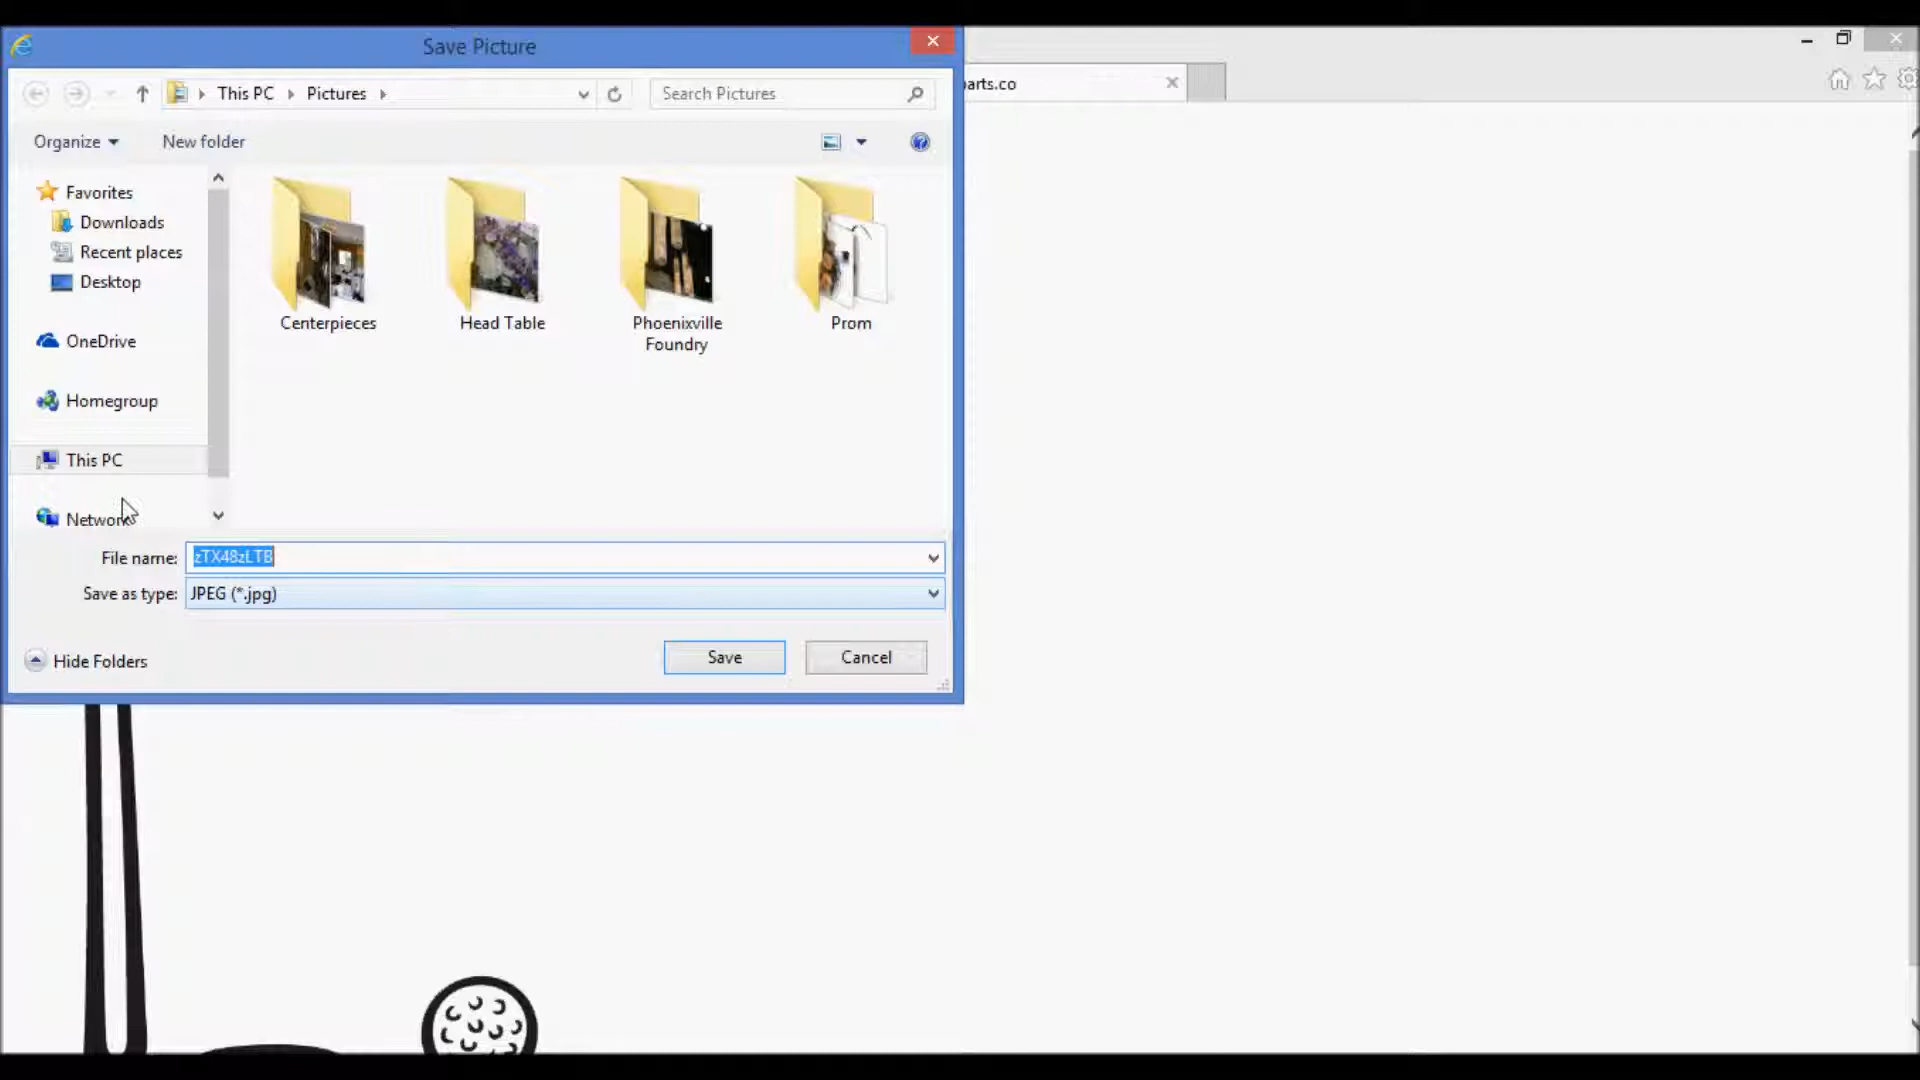 Save Picture
This PC Pictures
Search Pictures
arts.co
Organize
New folder
Favorites
Downloads
Recent places
Desktop
OneDrive
Homegroup
This PC
Network
Centerpieces
Head Table
Phoenixville
Foundry
Prom
File name: zTX48zLTB
Save as type: JPEG (*.jpg)
Hide Folders
Save
Cancel